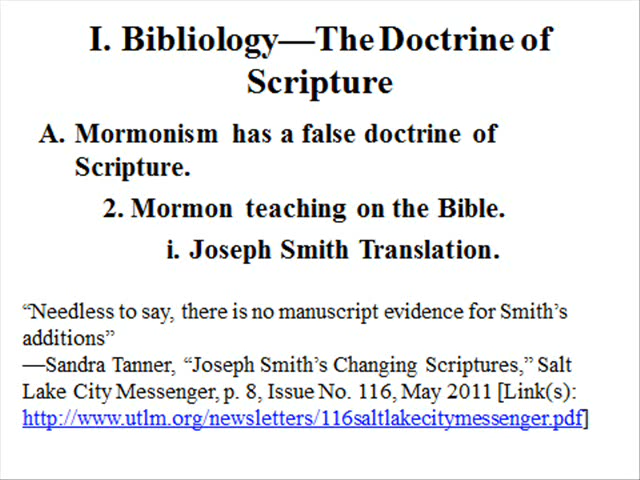 I. Bibliology—The Doctrine of
Scripture
A. Mormonism has a false doctrine of
Scripture.
2. Mormon teaching on the Bible.
i. Joseph Smith Translation.
“Needless to say, there is no manuscript evidence for Smith’s
additions”
—Sandra Tanner, “Joseph Smith’s Changing Scriptures,” Salt
Lake City Messenger, p. 8, Issue No. 116, May 2011 [Link(s):
http://www.utlm.org/newsletters/116saltlakecitymessenger.pdf]